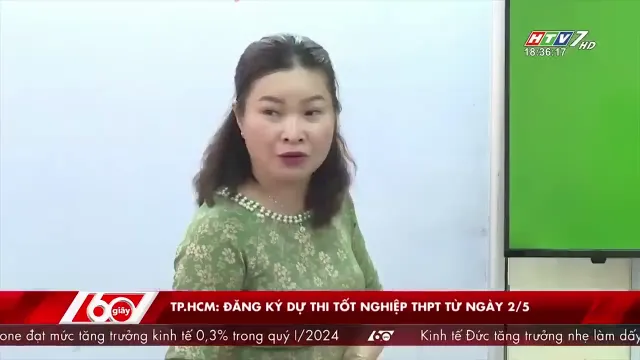 HTV7 HD
18:36:17
60 giây
TP.HCM: ĐĂNG KÝ DỰ THI TỐT NGHIỆP THPT TỪ NGÀY 2/5
one đạt mức tăng trưởng kinh tế 0,3% trong quý I/2024 60 Kinh tế Đức tăng trưởng nhẹ làm